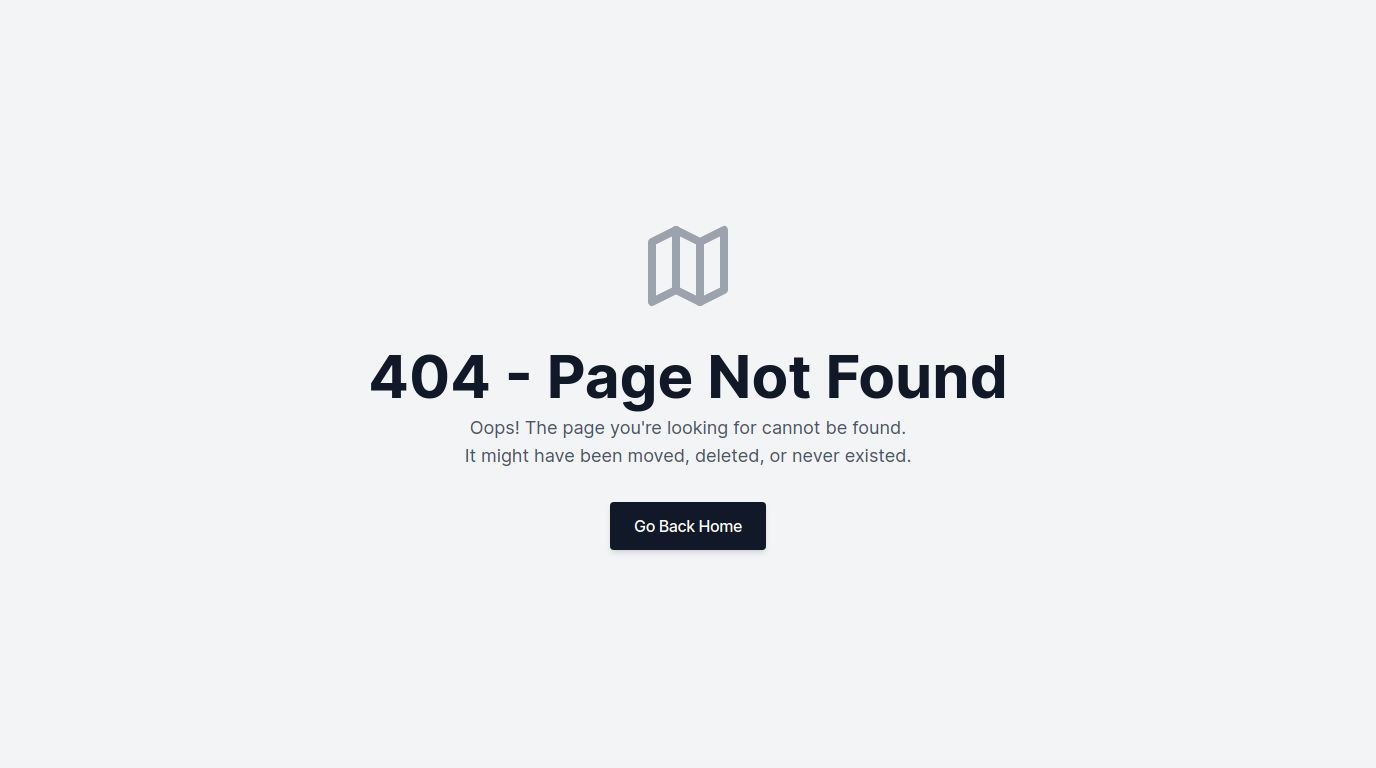 404 - Page Not Found
Oops! The page you're looking for cannot be found.
It might have been moved, deleted, or never existed.
Go Back Home